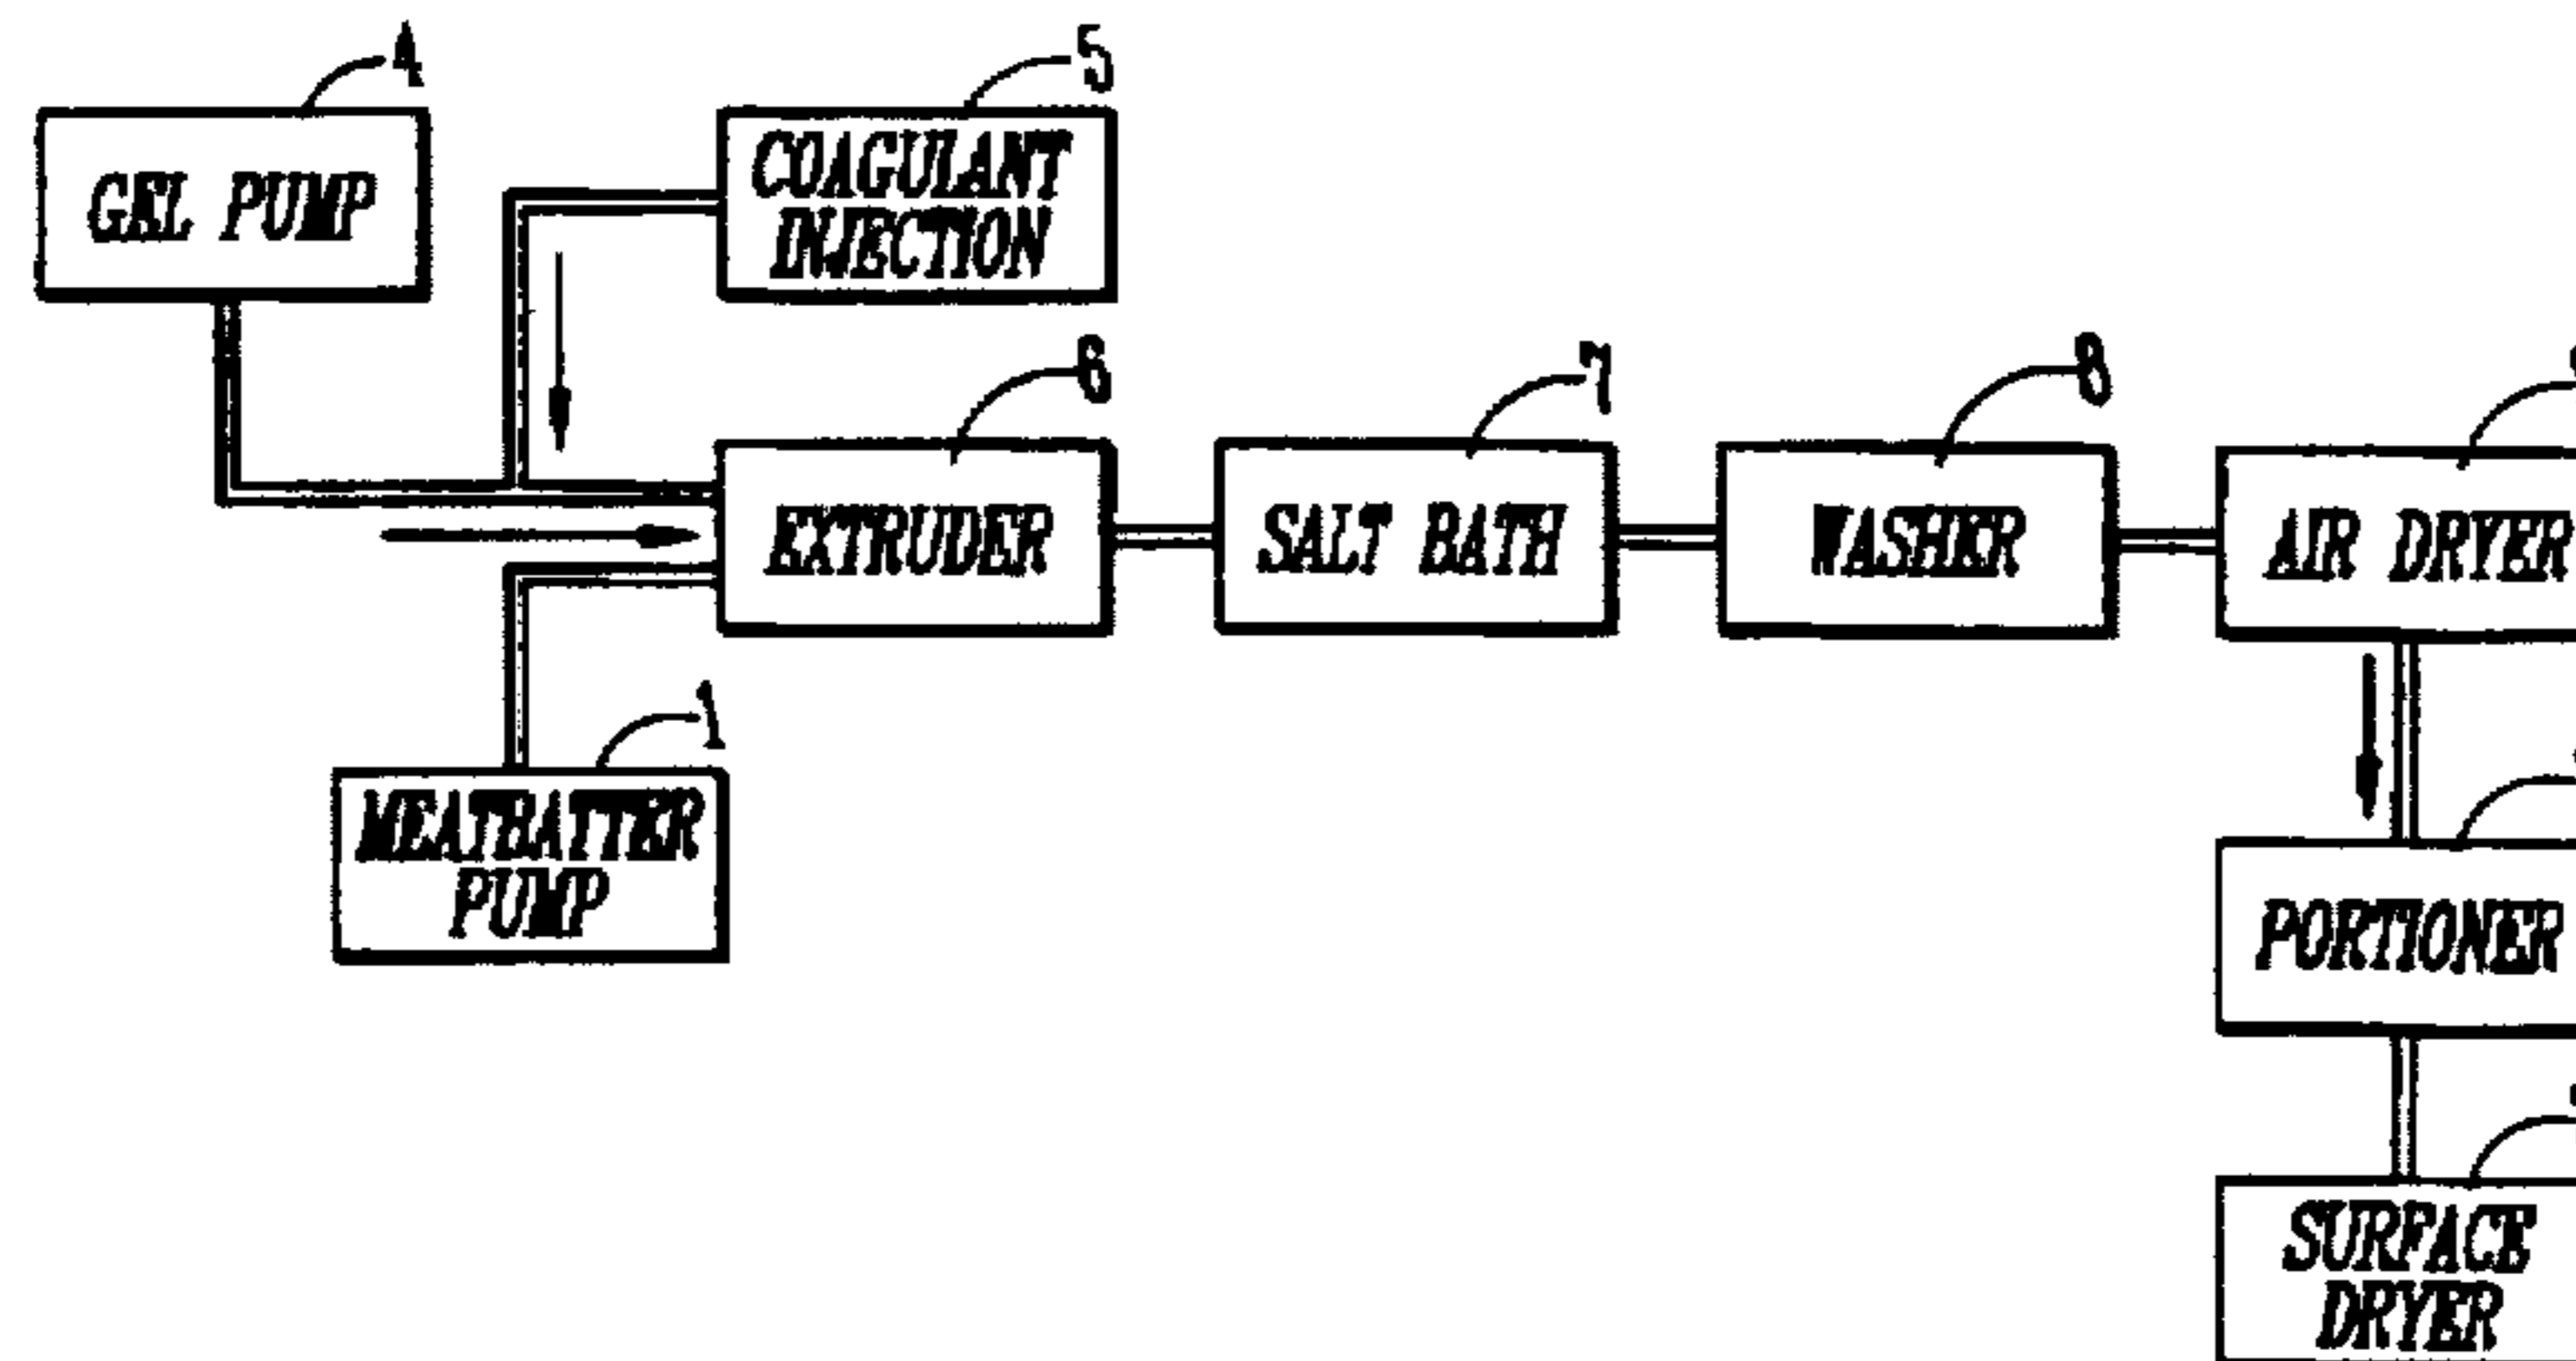 4
5
GEL PUMP
COAGULANT
INJECTION
6
7
8
EXTRUDER
SALT BATH
WASHER
AIR DRYER
1
MEATBATTER
PUMP
PORTIONER
SURFACE
DRYER